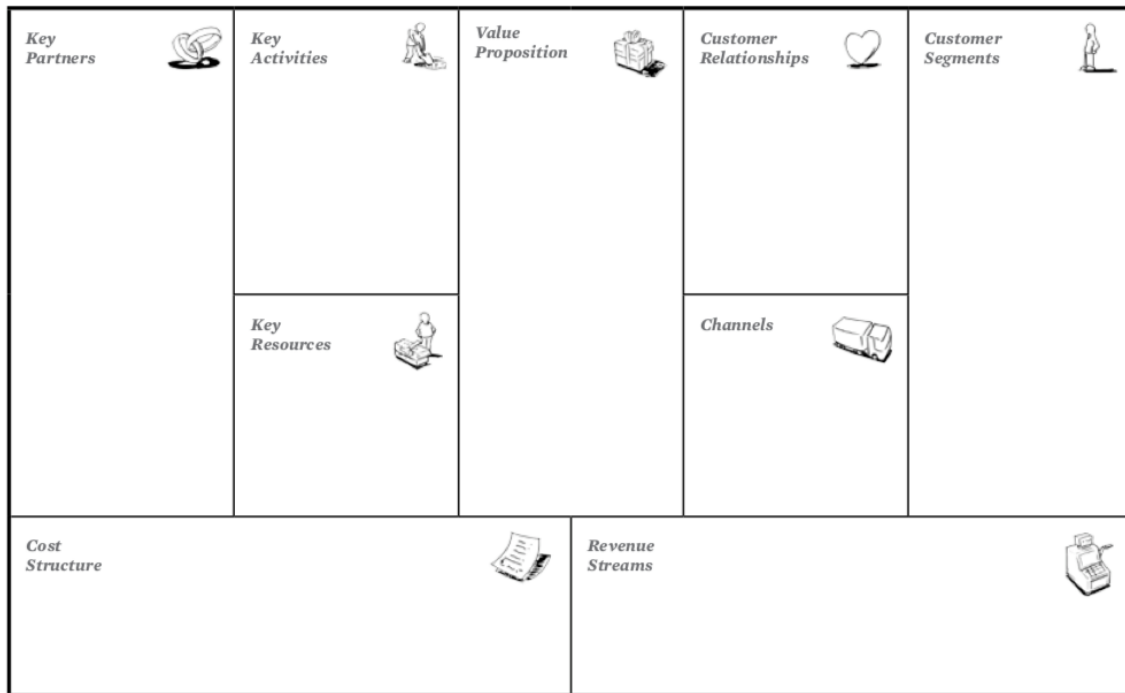 Key
Partners
Key
Activities
Value
Proposition
Customer
Relationships
Customer
Segments
Key
Resources
Channels
Cost
Structure
Revenue
Streams